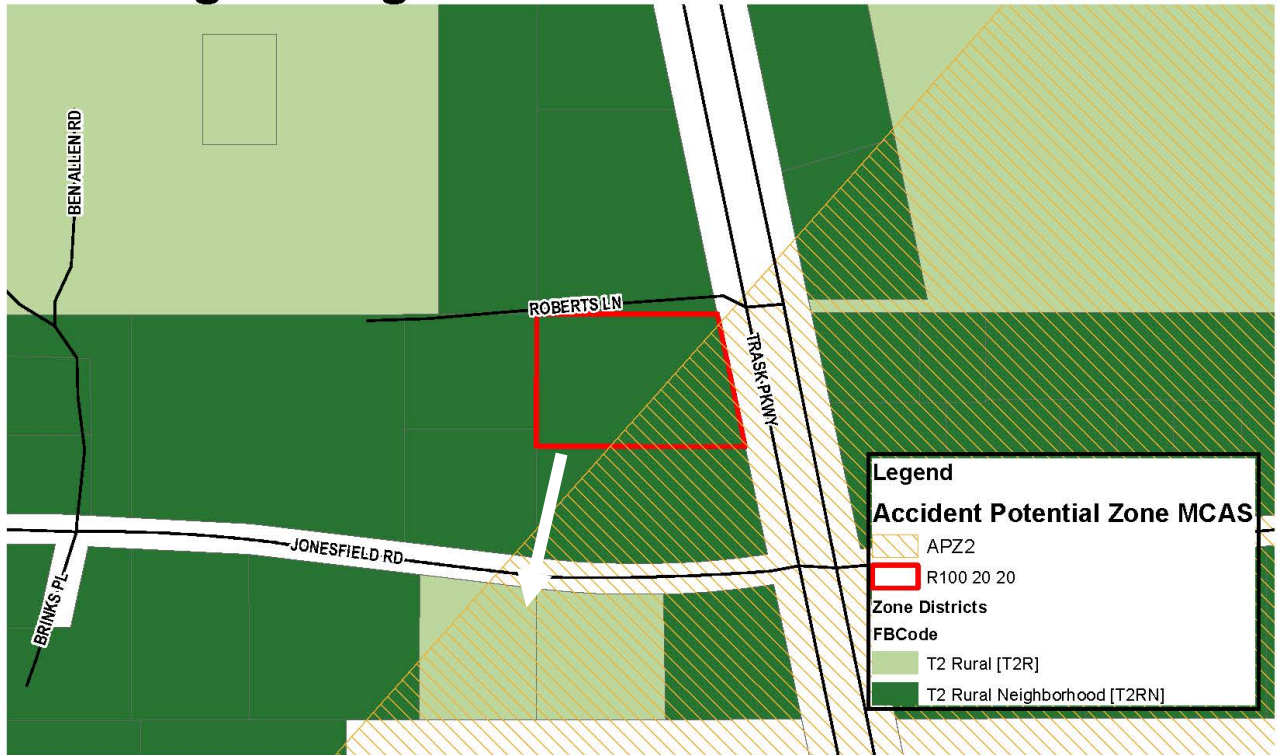 BEN ALLEN RD
ROBERTS LN
TRASK PKWY
JONESFIELD RD
BRINKS PL
Legend
Accident Potential Zone MCAS
APZ2
R100 20 20
Zone Districts
FBCode
T2 Rural [T2R]
T2 Rural Neighborhood [T2RN]